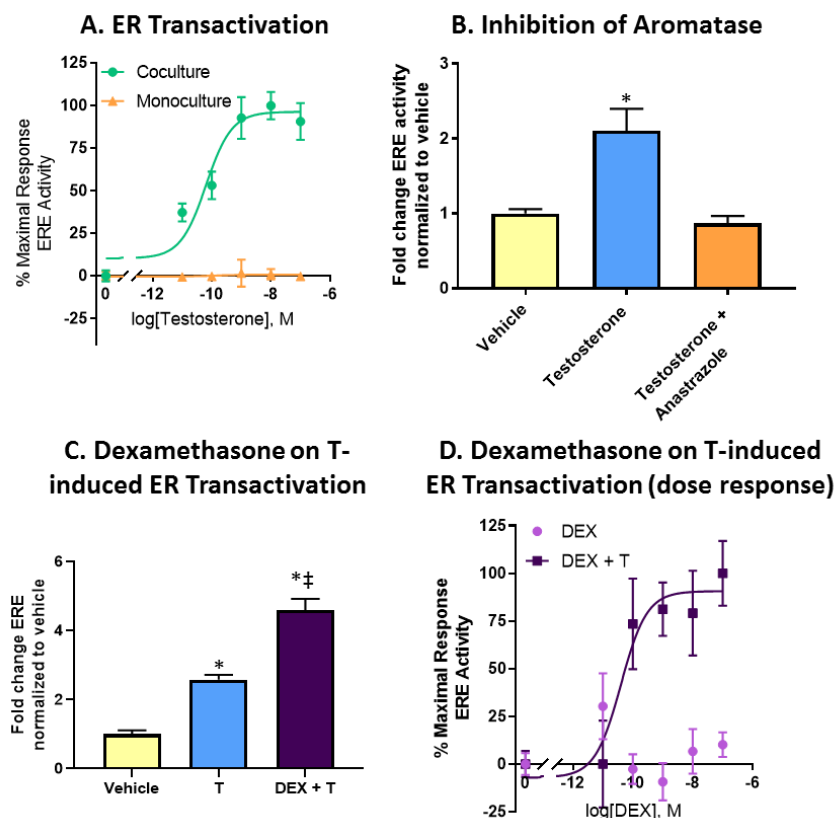 A. ER Transactivation
Coculture
Monoculture
% Maximal Response
ERE Activity
125
100
75
50
25
0
-25
0
-12
-10
-8
-6
log[Testosterone], M
B. Inhibition of Aromatase
Fold change ERE activity
normalized to vehicle
3
2
1
0
*
Vehicle
Testosterone
Testosterone +
Anastrazole
C. Dexamethasone on T-
induced ER Transactivation
Fold change ERE
normalized to vehicle
6
4
2
0
*
*‡
Vehicle
T
DEX + T
D. Dexamethasone on T-induced
ER Transactivation (dose response)
DEX
DEX + T
% Maximal Response
ERE Activity
125
100
75
50
25
0
-25
0
-12
-10
-8
-6
log[DEX], M